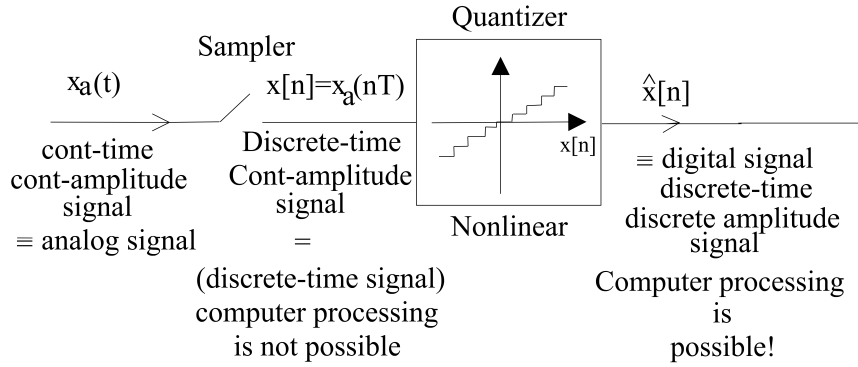 Quantizer
Sampler
xa(t)
x[n]=xa(nT)
x̂[n]
x[n]
cont-time
cont-amplitude
signal
≡ analog signal
Discrete-time
Cont-amplitude
signal
=
(discrete-time signal)
computer processing
is not possible
Nonlinear
≡ digital signal
discrete-time
discrete amplitude
signal
Computer processing
is
possible!